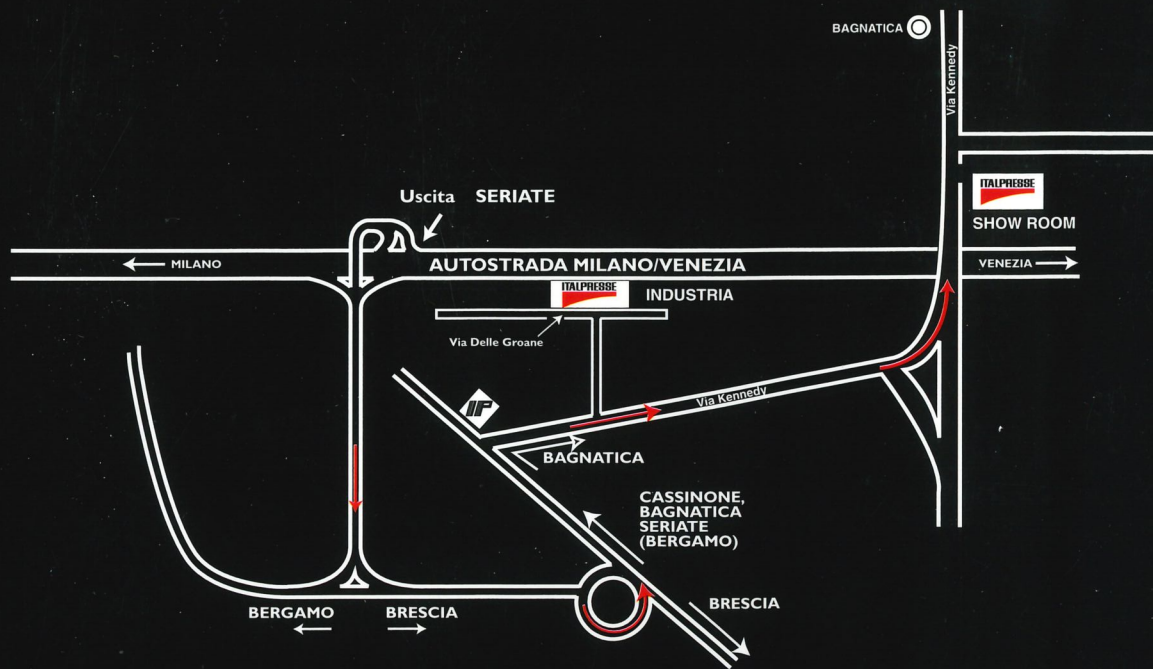 BAGNATICA
Via Kennedy
ITALPRESSE
SHOW ROOM
Uscita SERIATE
MILANO
AUTOSTRADA MILANO/VENEZIA
VENEZIA
ITALPRESSE
INDUSTRIA
Via Delle Groane
Via Kennedy
IP
BAGNATICA
CASSINONE,
BAGNATICA
SERIATE
(BERGAMO)
BERGAMO
BRESCIA
BRESCIA